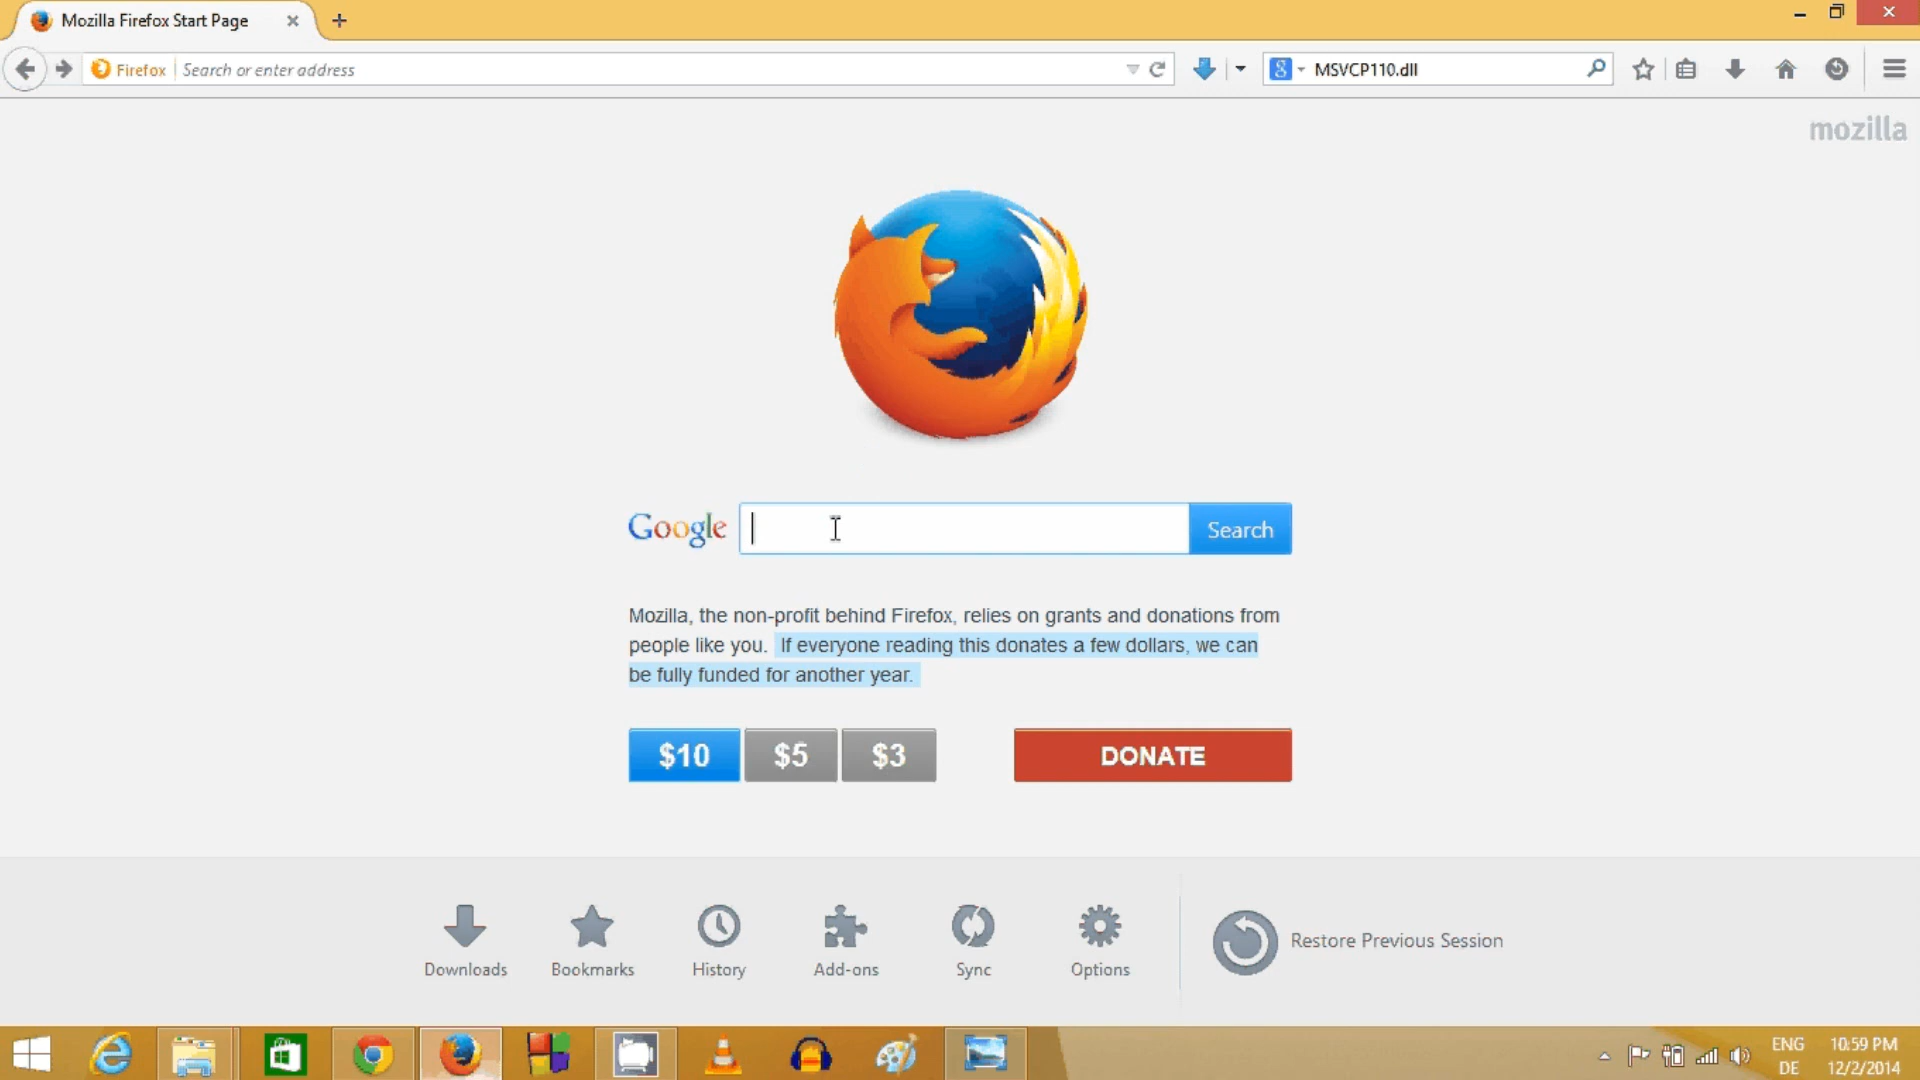 Mozilla Firefox Start Page
Firefox Search or enter address
8 MSVCP110.dll
mozilla
Google
Search
Mozilla, the non-profit behind Firefox, relies on grants and donations from
people like you. If everyone reading this donates a few dollars, we can
be fully funded for another year.
$10 $5 $3 DONATE
Downloads Bookmarks History Add-ons Sync Options Restore Previous Session
ENG 10:59 PM
DE 12/2/2014